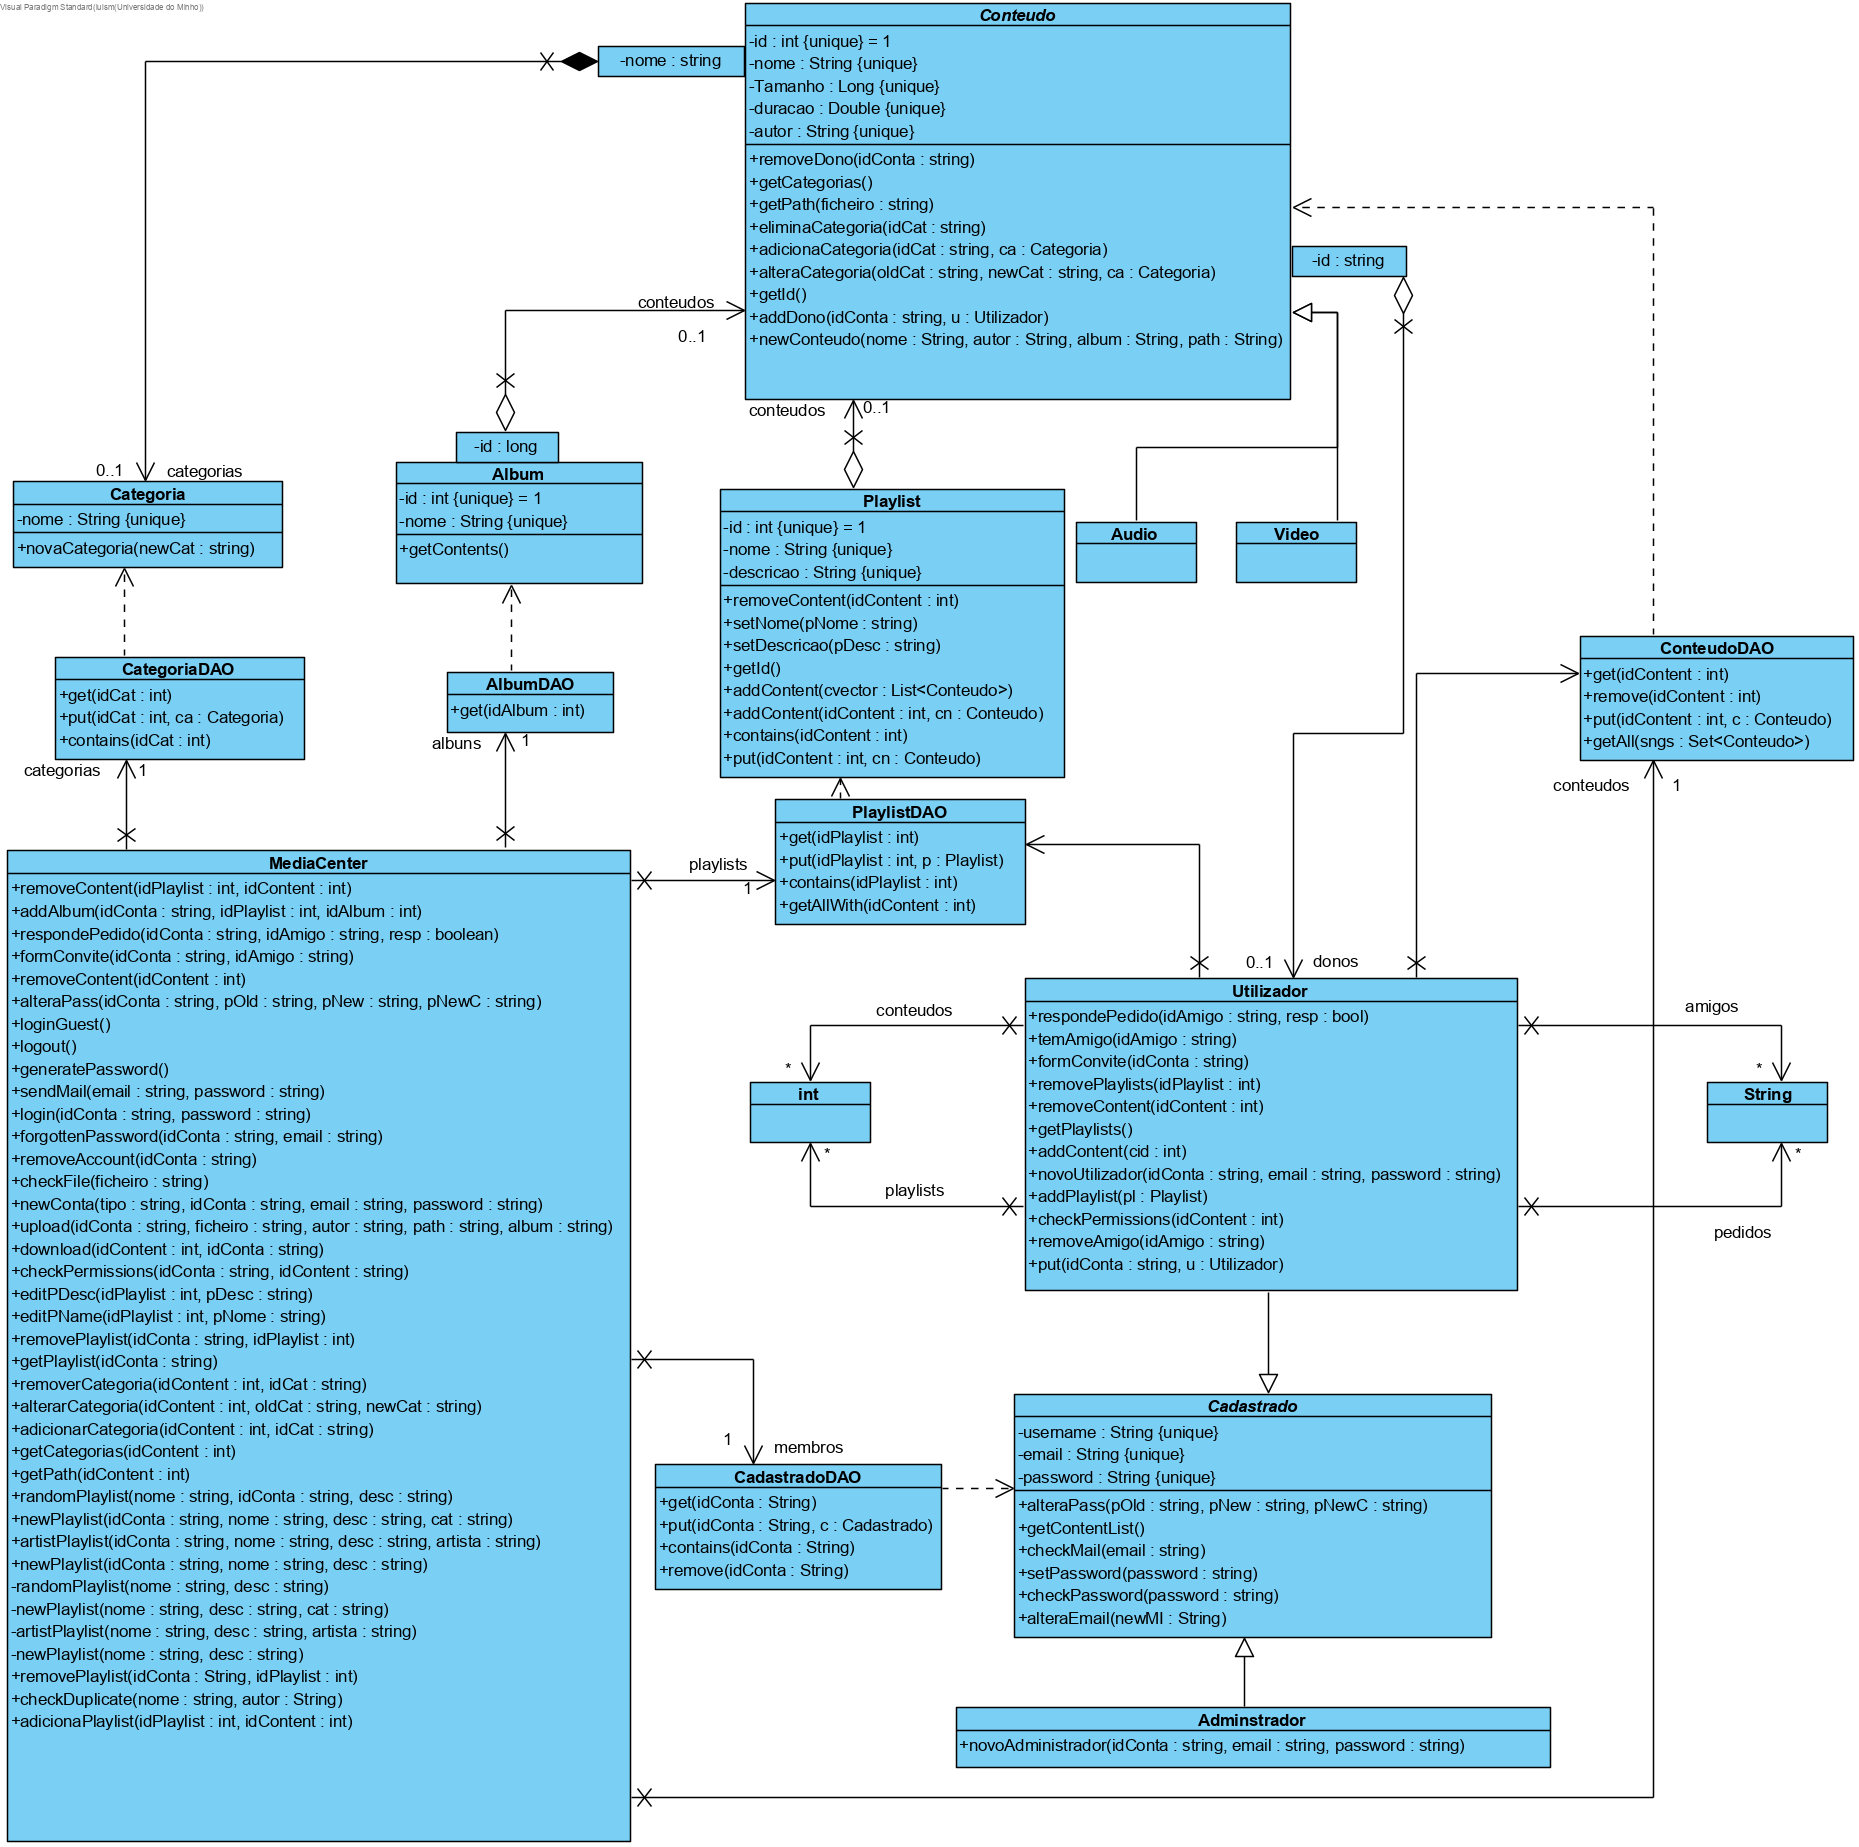 Visual Paradigm Standard(luism(Universidade do Minho))
Conteudo
-id : int {unique} = 1
-nome : String {unique}
-Tamanho : Long {unique}
-duracao : Double {unique}
-autor : String {unique}
+removeDono(idConta : string)
+getCategorias()
+getPath(ficheiro : string)
+eliminaCategoria(idCat : string)
+adicionaCategoria(idCat : string, ca : Categoria)
+alteraCategoria(oldCat : string, newCat : string, ca : Categoria)
+getId()
+addDono(idConta : string, u : Utilizador)
+newConteudo(nome : String, autor : String, album : String, path : String)
-nome : string
-id : string
conteudos
0..1
conteudos
0..1
-id : long
0..1
categorias
Categoria
-nome : String {unique}
+novaCategoria(newCat : string)
Album
-id : int {unique} = 1
-nome : String {unique}
+getContents()
Playlist
-id : int {unique} = 1
-nome : String {unique}
-descricao : String {unique}
+removeContent(idContent : int)
+setNome(pNome : string)
+setDescricao(pDesc : string)
+getId()
+addContent(cvector : List<Conteudo>)
+addContent(idContent : int, cn : Conteudo)
+contains(idContent : int)
+put(idContent : int, cn : Conteudo)
Audio
Video
CategoriaDAO
+get(idCat : int)
+put(idCat : int, ca : Categoria)
+contains(idCat : int)
categorias
1
AlbumDAO
+get(idAlbum : int)
albuns
1
ConteudoDAO
+get(idContent : int)
+remove(idContent : int)
+put(idContent : int, c : Conteudo)
+getAll(sngs : Set<Conteudo>)
conteudos
1
PlaylistDAO
+get(idPlaylist : int)
+put(idPlaylist : int, p : Playlist)
+contains(idPlaylist : int)
+getAllWith(idContent : int)
playlists
1
MediaCenter
+removeContent(idPlaylist : int, idContent : int)
+addAlbum(idConta : string, idPlaylist : int, idAlbum : int)
+respondePedido(idConta : string, idAmigo : string, resp : boolean)
+formConvite(idConta : string, idAmigo : string)
+removeContent(idContent : int)
+alteraPass(idConta : string, pOld : string, pNew : string, pNewC : string)
+loginGuest()
+logout()
+generatePassword()
+sendMail(email : string, password : string)
+login(idConta : string, password : string)
+forgottenPassword(idConta : string, email : string)
+removeAccount(idConta : string)
+checkFile(ficheiro : string)
+newConta(tipo : string, idConta : string, email : string, password : string)
+upload(idConta : string, ficheiro : string, autor : string, path : string, album : string)
+download(idContent : int, idConta : string)
+checkPermissions(idConta : string, idContent : string)
+editPDesc(idPlaylist : int, pDesc : string)
+editPName(idPlaylist : int, pNome : string)
+removePlaylist(idConta : string, idPlaylist : int)
+getPlaylist(idConta : string)
+removerCategoria(idContent : int, idCat : string)
+alterarCategoria(idContent : int, oldCat : string, newCat : string)
+adicionarCategoria(idContent : int, idCat : string)
+getCategorias(idContent : int)
+getPath(idContent : int)
+randomPlaylist(nome : string, idConta : string, desc : string)
+newPlaylist(idConta : string, nome : string, desc : string, cat : string)
+artistPlaylist(idConta : string, nome : string, desc : string, artista : string)
+newPlaylist(idConta : string, nome : string, desc : string)
-randomPlaylist(nome : string, desc : string)
-newPlaylist(nome : string, desc : string, cat : string)
-artistPlaylist(nome : string, desc : string, artista : string)
-newPlaylist(nome : string, desc : string)
+removePlaylist(idConta : String, idPlaylist : int)
+checkDuplicate(nome : string, autor : String)
+adicionaPlaylist(idPlaylist : int, idContent : int)
0..1
donos
Utilizador
+respondePedido(idAmigo : string, resp : bool)
+temAmigo(idAmigo : string)
+formConvite(idConta : string)
+removePlaylists(idPlaylist : int)
+removeContent(idContent : int)
+getPlaylists()
+addContent(cid : int)
+novoUtilizador(idConta : string, email : string, password : string)
+addPlaylist(pl : Playlist)
+checkPermissions(idContent : int)
+removeAmigo(idAmigo : string)
+put(idConta : string, u : Utilizador)
conteudos
*
int
*
playlists
amigos
*
String
*
pedidos
1
membros
CadastradoDAO
+get(idConta : String)
+put(idConta : String, c : Cadastrado)
+contains(idConta : String)
+remove(idConta : String)
Cadastrado
-username : String {unique}
-email : String {unique}
-password : String {unique}
+alteraPass(pOld : string, pNew : string, pNewC : string)
+getContentList()
+checkMail(email : string)
+setPassword(password : string)
+checkPassword(password : string)
+alteraEmail(newMl : String)
Adminstrador
+novoAdministrador(idConta : string, email : string, password : string)